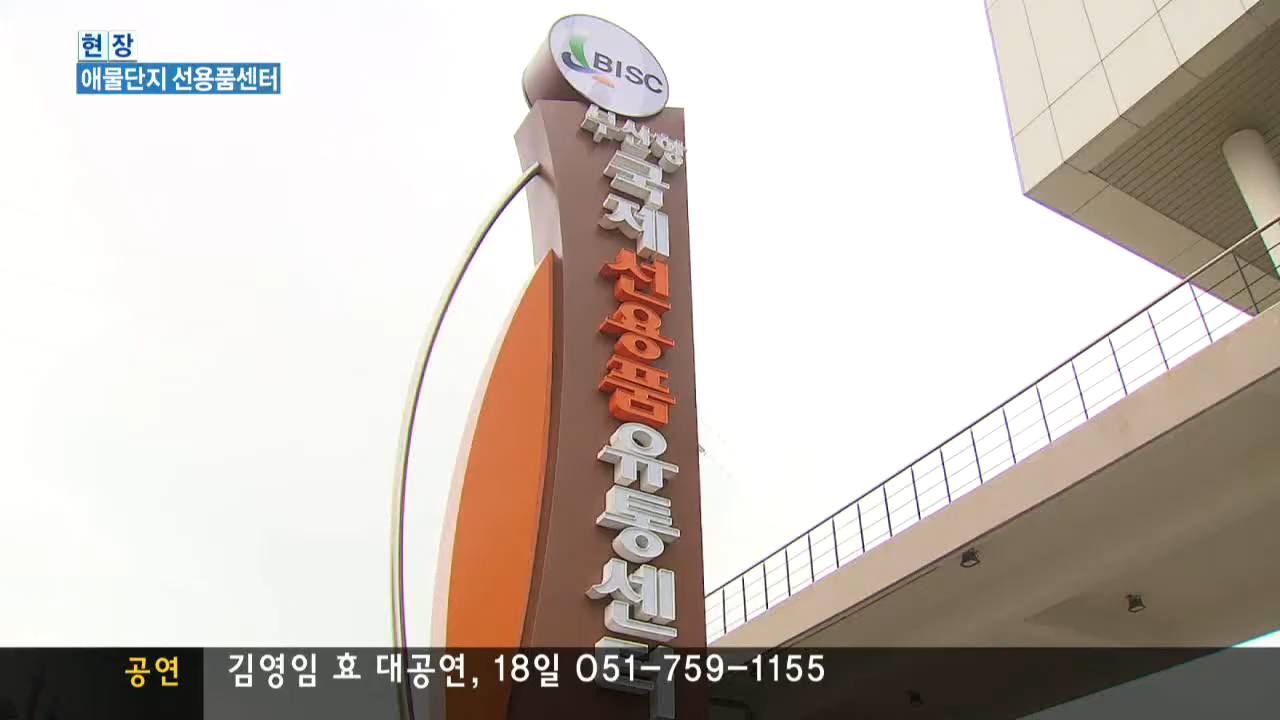 현장
애물단지 선용품센터
BISC
부산항
국제선용품유통센터
공연 김영임 효 대공연, 18일 051-759-1155